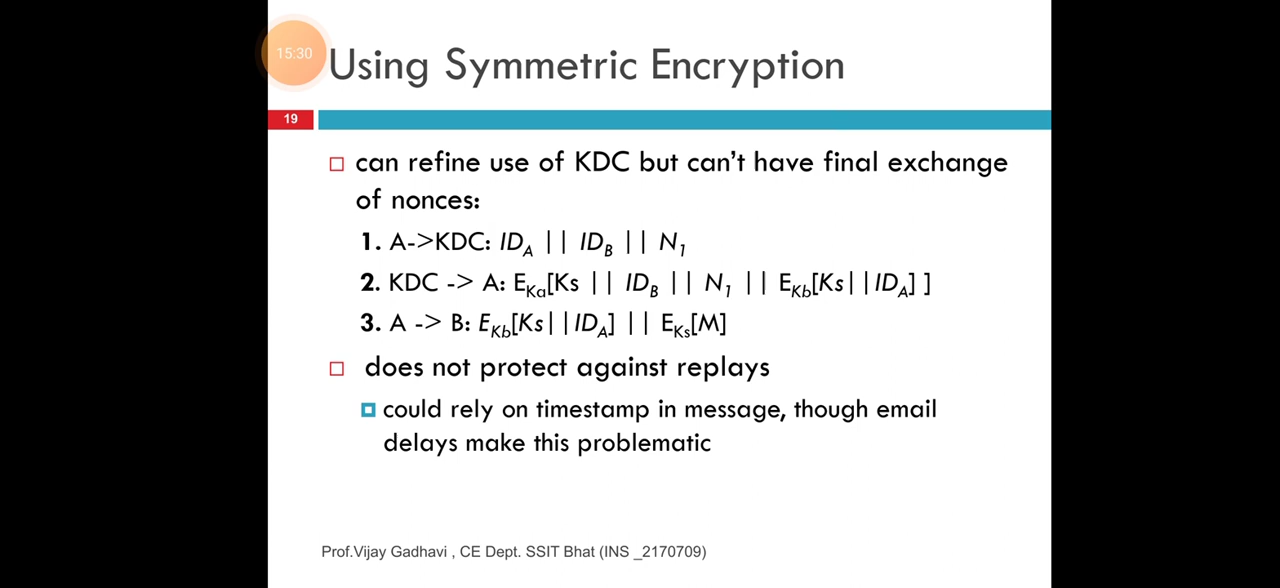 15:30
Using Symmetric Encryption
19
can refine use of KDC but can't have final exchange
of nonces:
1. A->KDC: IDA || IDB || N1
2. KDC -> A: EKa[Ks || IDB || N1 || EKb[Ks||IDA] ]
3. A -> B: EKb[Ks||IDA] || EKs[M]
does not protect against replays
could rely on timestamp in message, though email
delays make this problematic
Prof.Vijay Gadhavi , CE Dept. SSIT Bhat (INS _2170709)